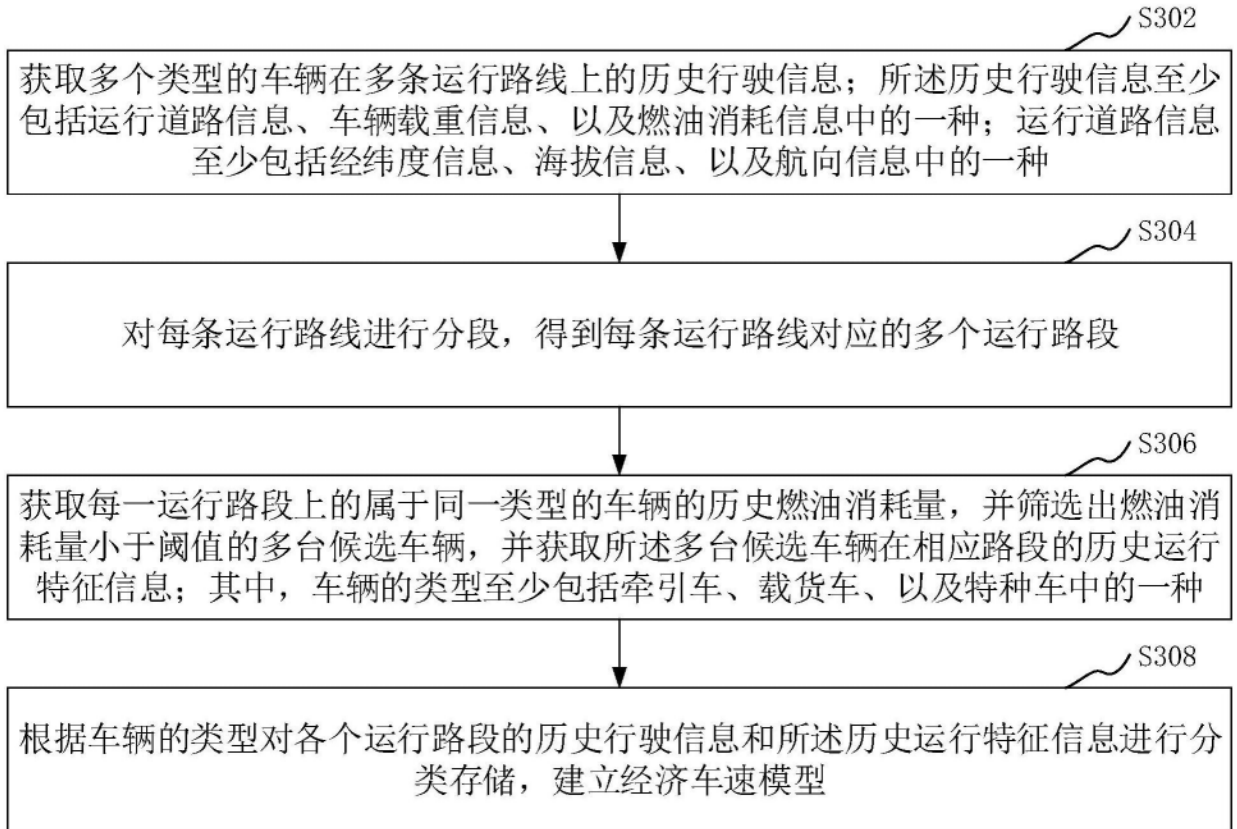 S302
获取多个类型的车辆在多条运行路线上的历史行驶信息；所述历史行驶信息至少
包括运行道路信息、车辆载重信息、以及燃油消耗信息中的一种；运行道路信息
至少包括经纬度信息、海拔信息、以及航向信息中的一种
S304
对每条运行路线进行分段，得到每条运行路线对应的多个运行路段
S306
获取每一运行路段上的属于同一类型的车辆的历史燃油消耗量，并筛选出燃油消
耗量小于阈值的多台候选车辆，并获取所述多台候选车辆在相应路段的历史运行
特征信息；其中，车辆的类型至少包括牵引车、载货车、以及特种车中的一种
S308
根据车辆的类型对各个运行路段的历史行驶信息和所述历史运行特征信息进行分
类存储，建立经济车速模型